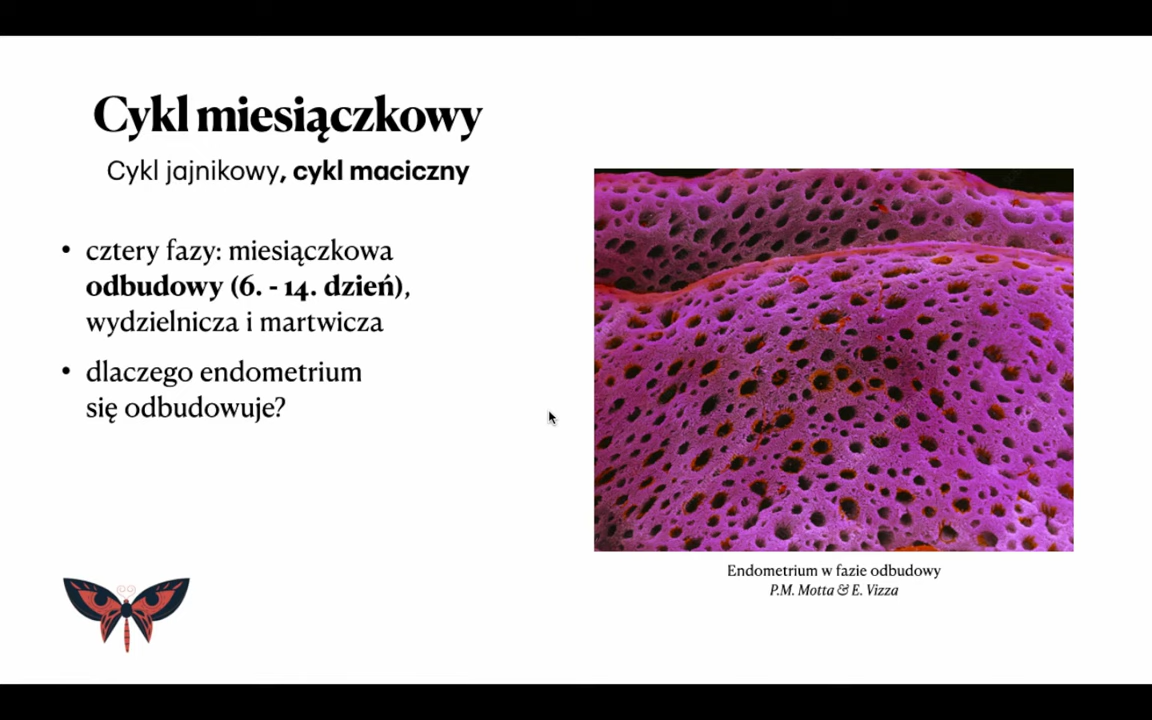 Cykl miesiączkowy
Cykl jajnikowy, cykl maciczny
• cztery fazy: miesiączkowa
odbudowy (6. - 14. dzień),
wydzielnicza i martwicza
• dlaczego endometrium
się odbudowuje?
Endometrium w fazie odbudowy
P.M. Motta & E. Vizza